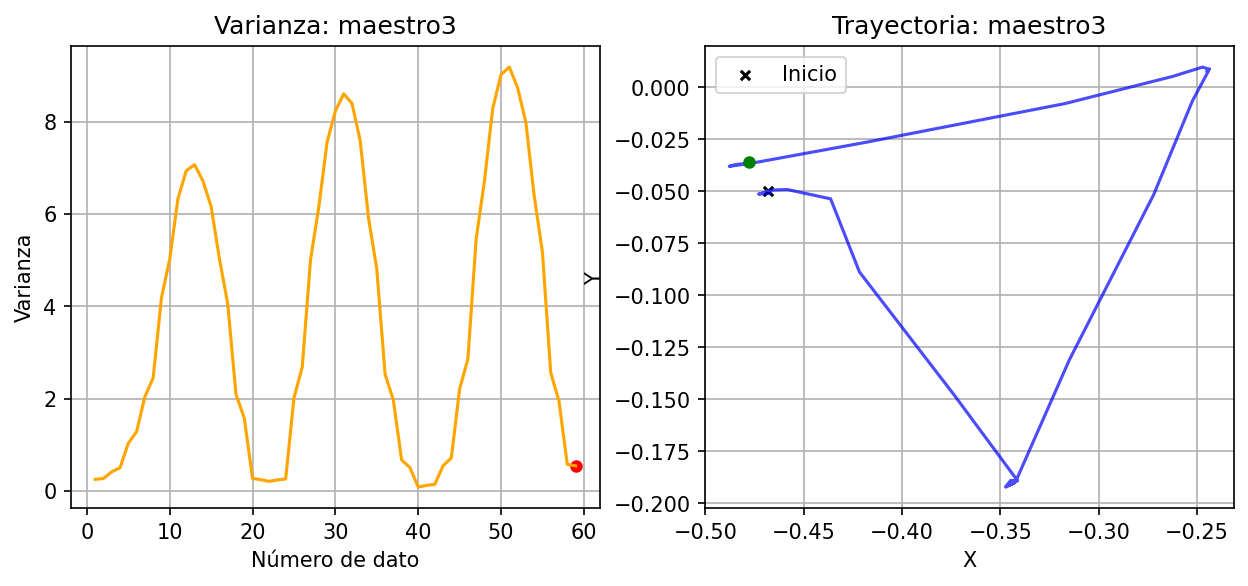 Varianza: maestro3
Varianza
8
6
4
2
0
0 10 20 30 40 50 60
Número de dato
Trayectoria: maestro3
Inicio
Y
0.000
−0.025
−0.050
−0.075
−0.100
−0.125
−0.150
−0.175
−0.200
−0.50 −0.45 −0.40 −0.35 −0.30 −0.25
X